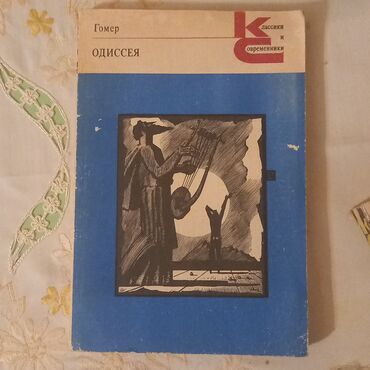 Гомер
ОДИССЕЯ
Классики
и
Современники